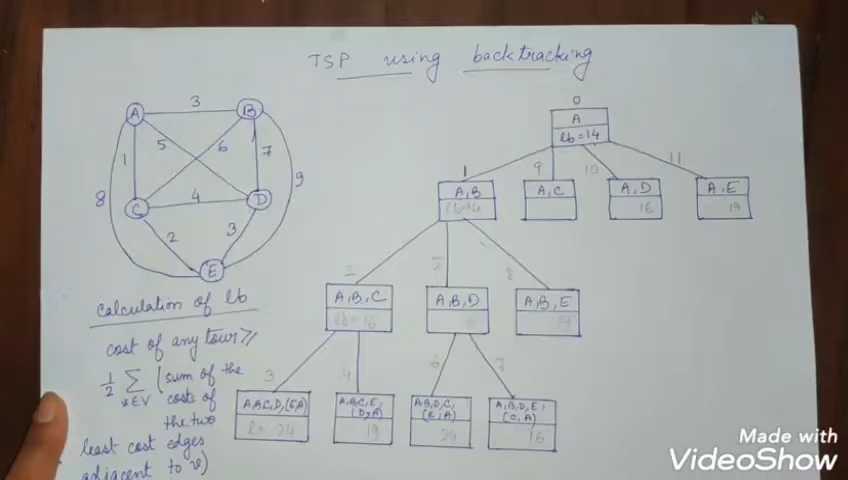 TSP using backtracking
A
3
B
1
5
6
7
8
9
C
4
D
2
3
E
calculation of lb
cost of any tour ≥
1/2 Σ v∈V (sum of the
costs of
the two
least cost edges
adjacent to v)
0
A
lb=14
1
9
10
11
A,B
lb=14
A,C
A,D
16
A,E
19
2
5
8
A,B,C
lb=16
A,B,D
A,B,E
3
4
6
7
A,B,C,D,(E,A)
lb=24
A,B,C,E,
(D,A)
19
A,B,D,C,
(E,A)
24
A,B,D,E,
(C,A)
16
Made with
VideoShow